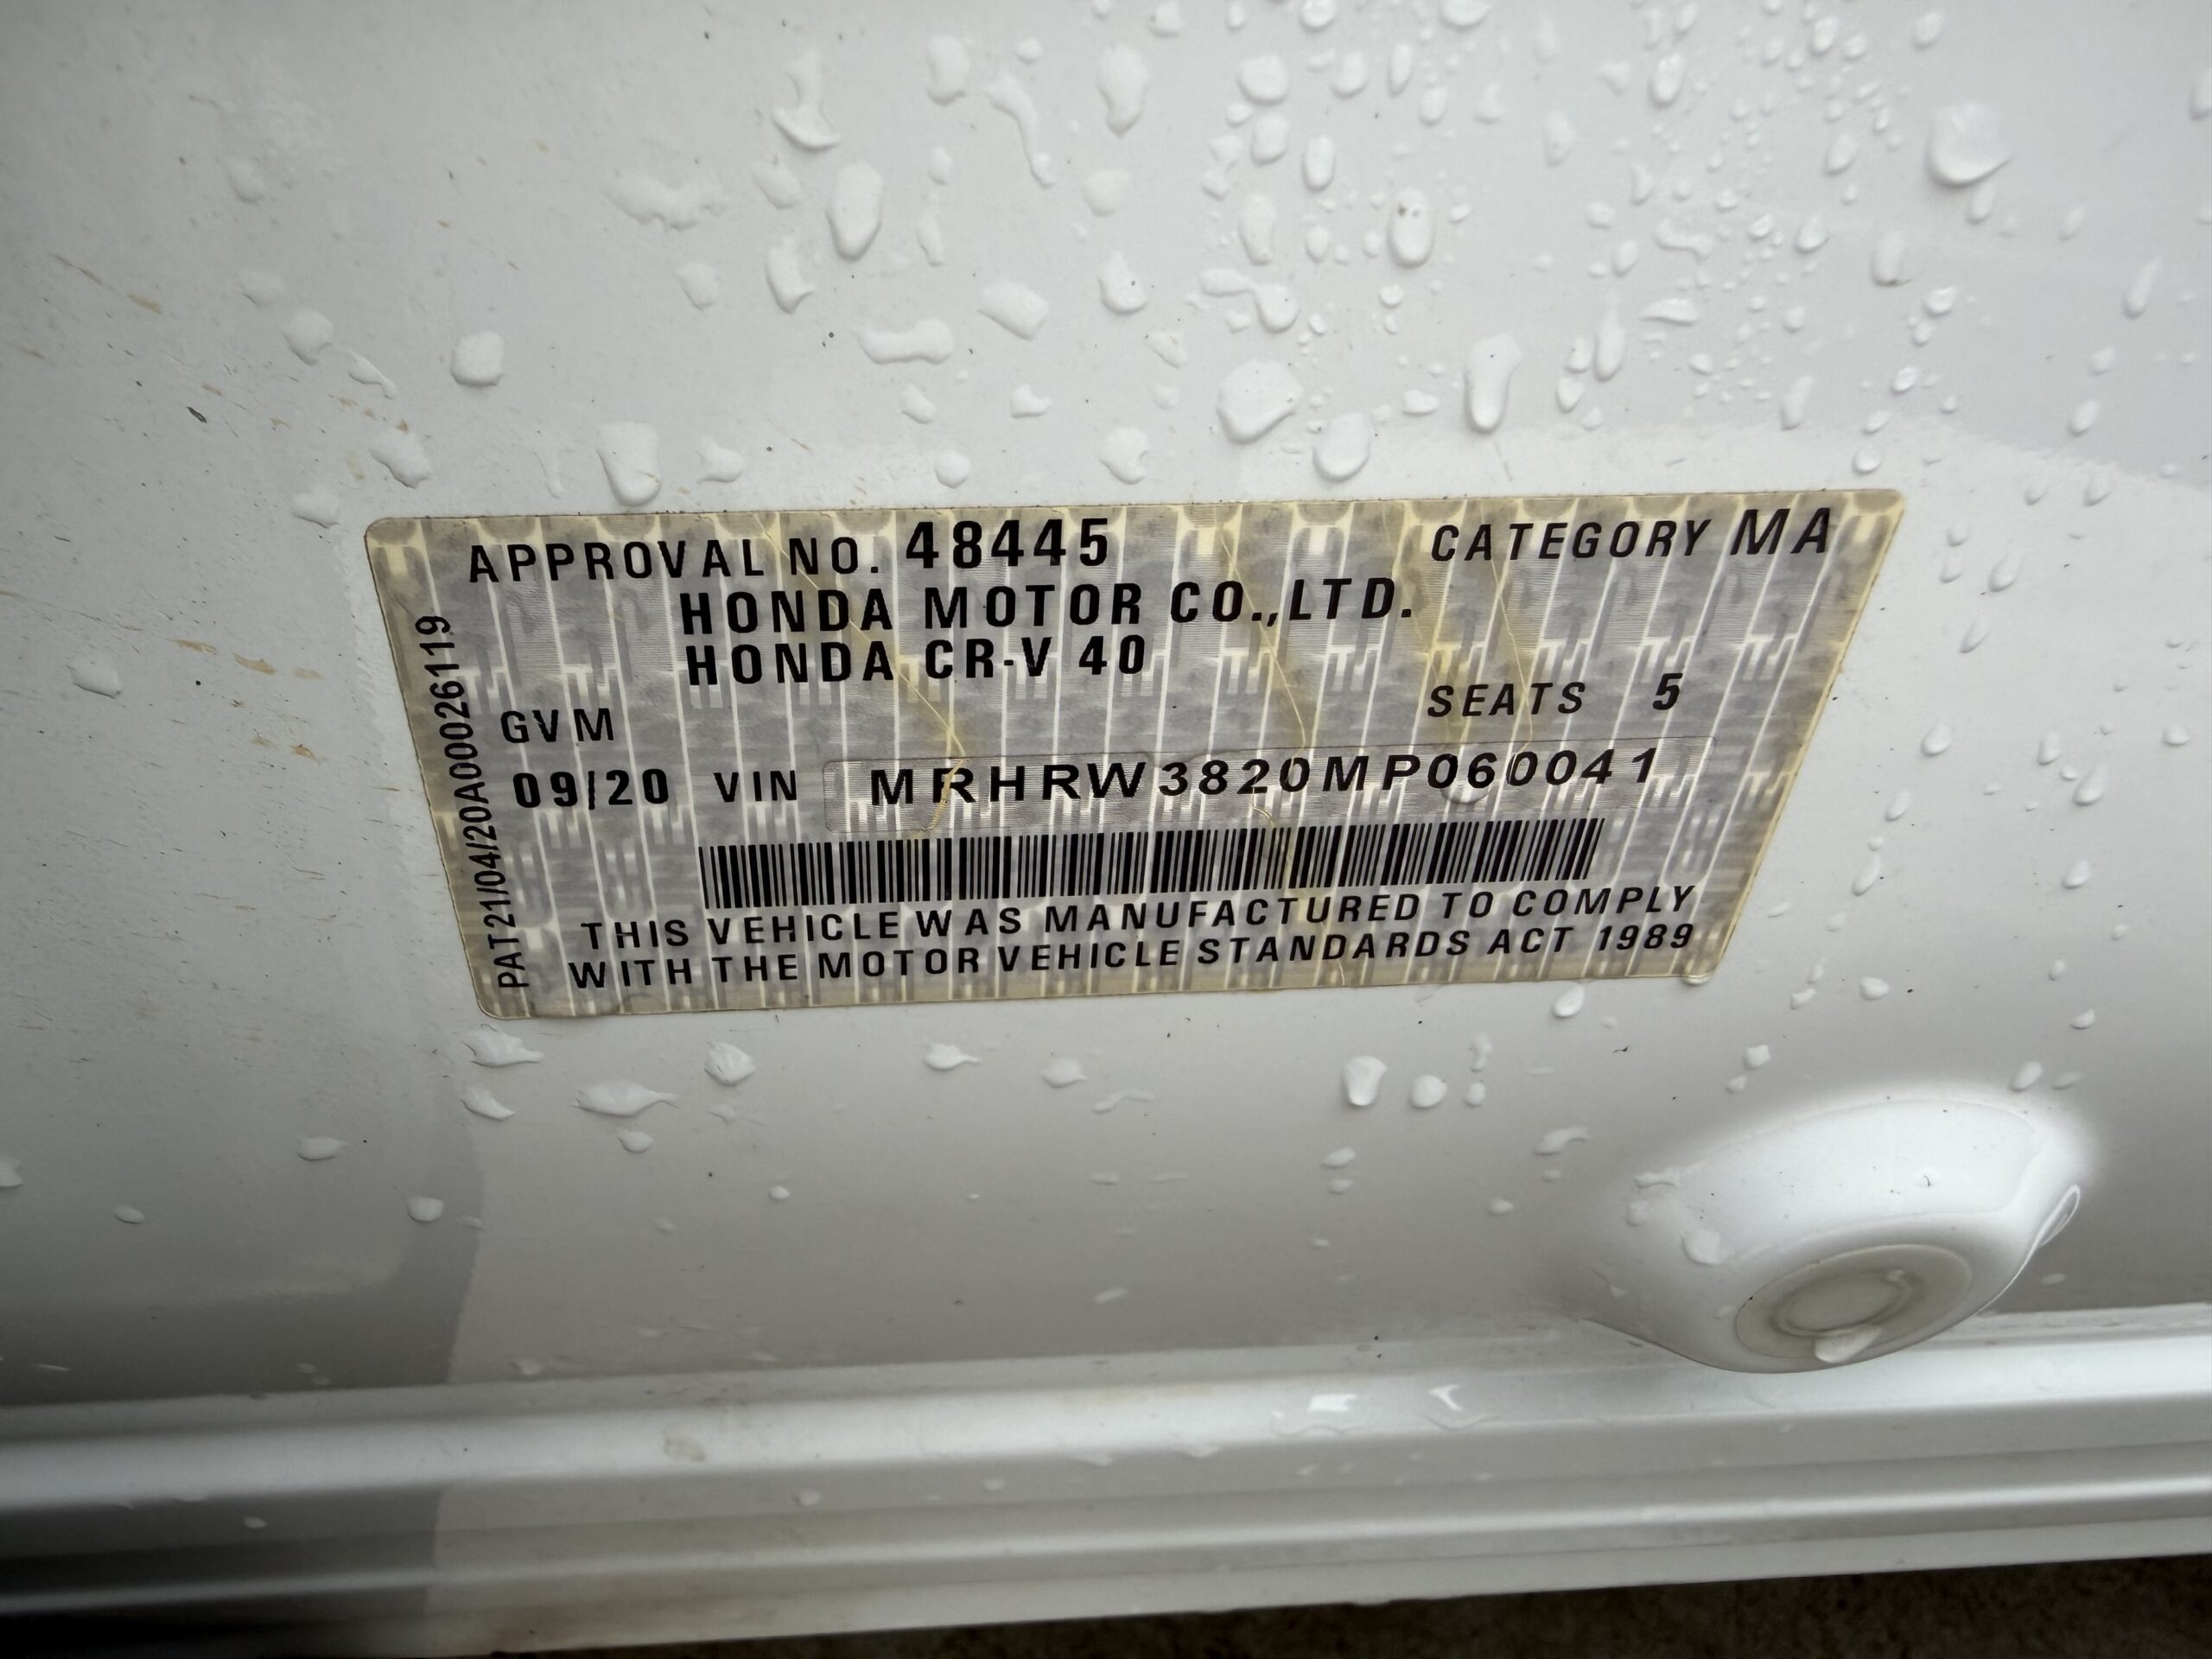 APPROVAL NO. 48445 CATEGORY MA
HONDA MOTOR CO.,LTD.
HONDA CR-V 40
SEATS 5
GVM
09/20 VIN MRHRW3820MP060041
THIS VEHICLE WAS MANUFACTURED TO COMPLY
WITH THE MOTOR VEHICLE STANDARDS ACT 1989
PAT21/04/20A000026119